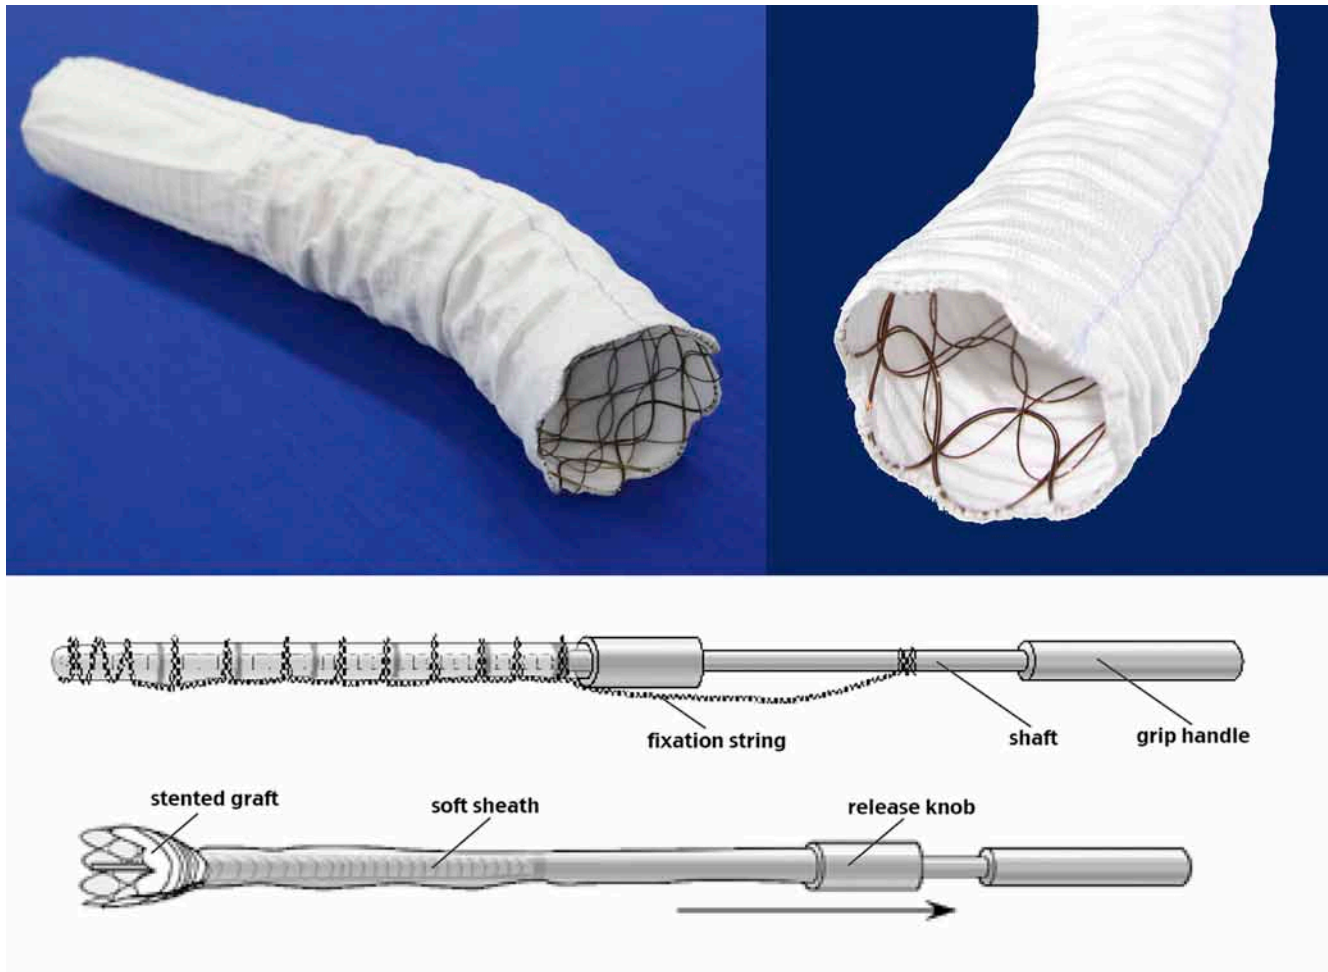 fixation string
shaft
grip handle
stented graft
soft sheath
release knob